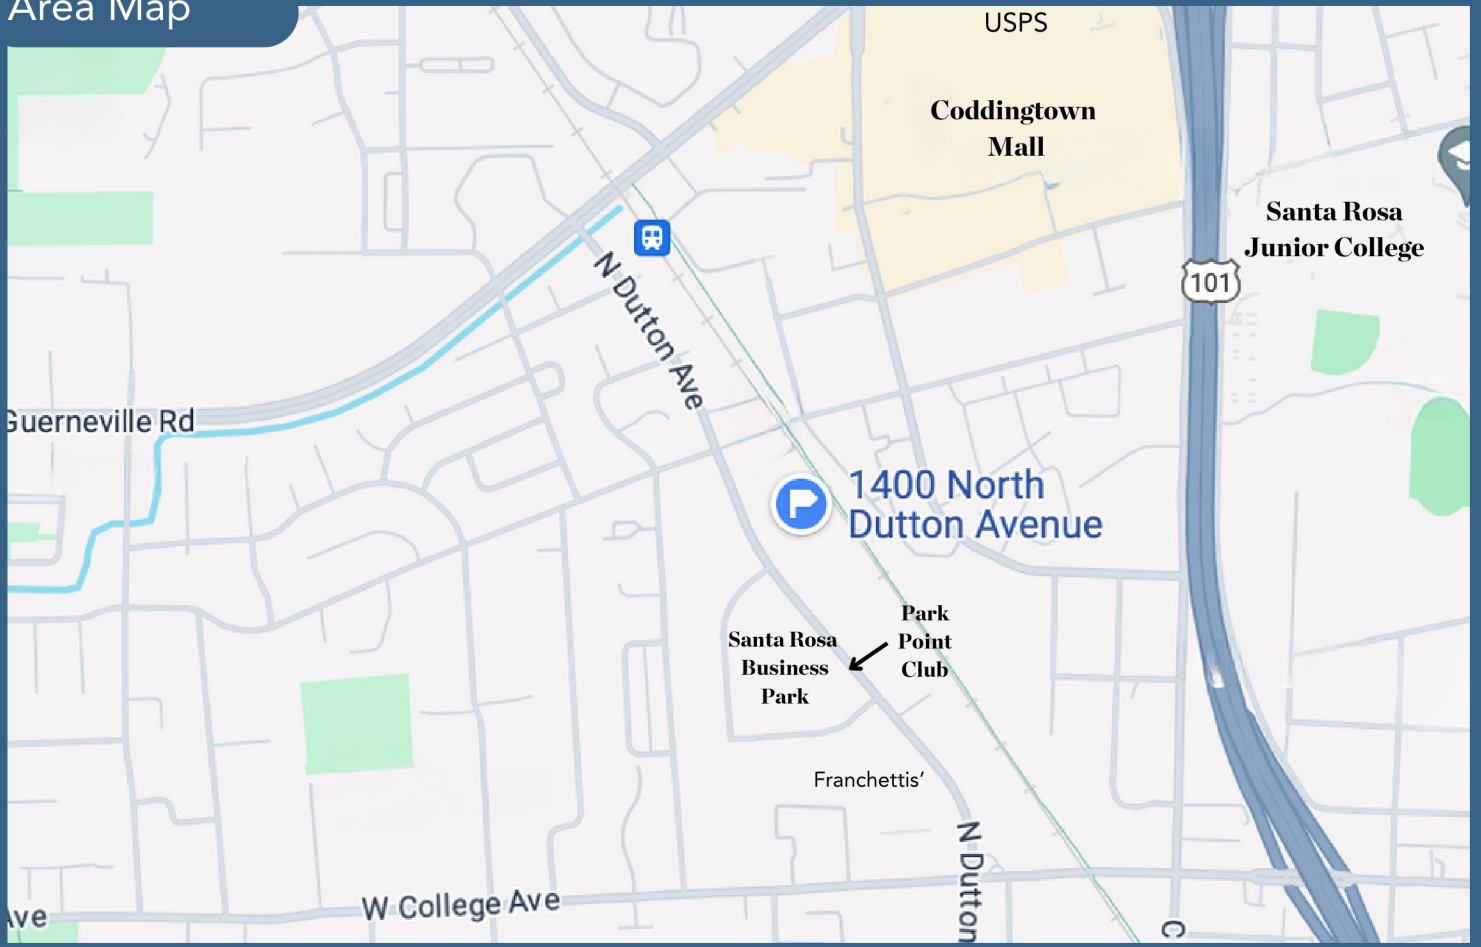 Area Map
USPS
Coddingtown
Mall
Santa Rosa
Junior College
101
N Dutton Ave
Guerneville Rd
1400 North
Dutton Avenue
Park
Point
Club
Santa Rosa
Business
Park
Franchettis’
N Dutton
W College Ave
Ave
C